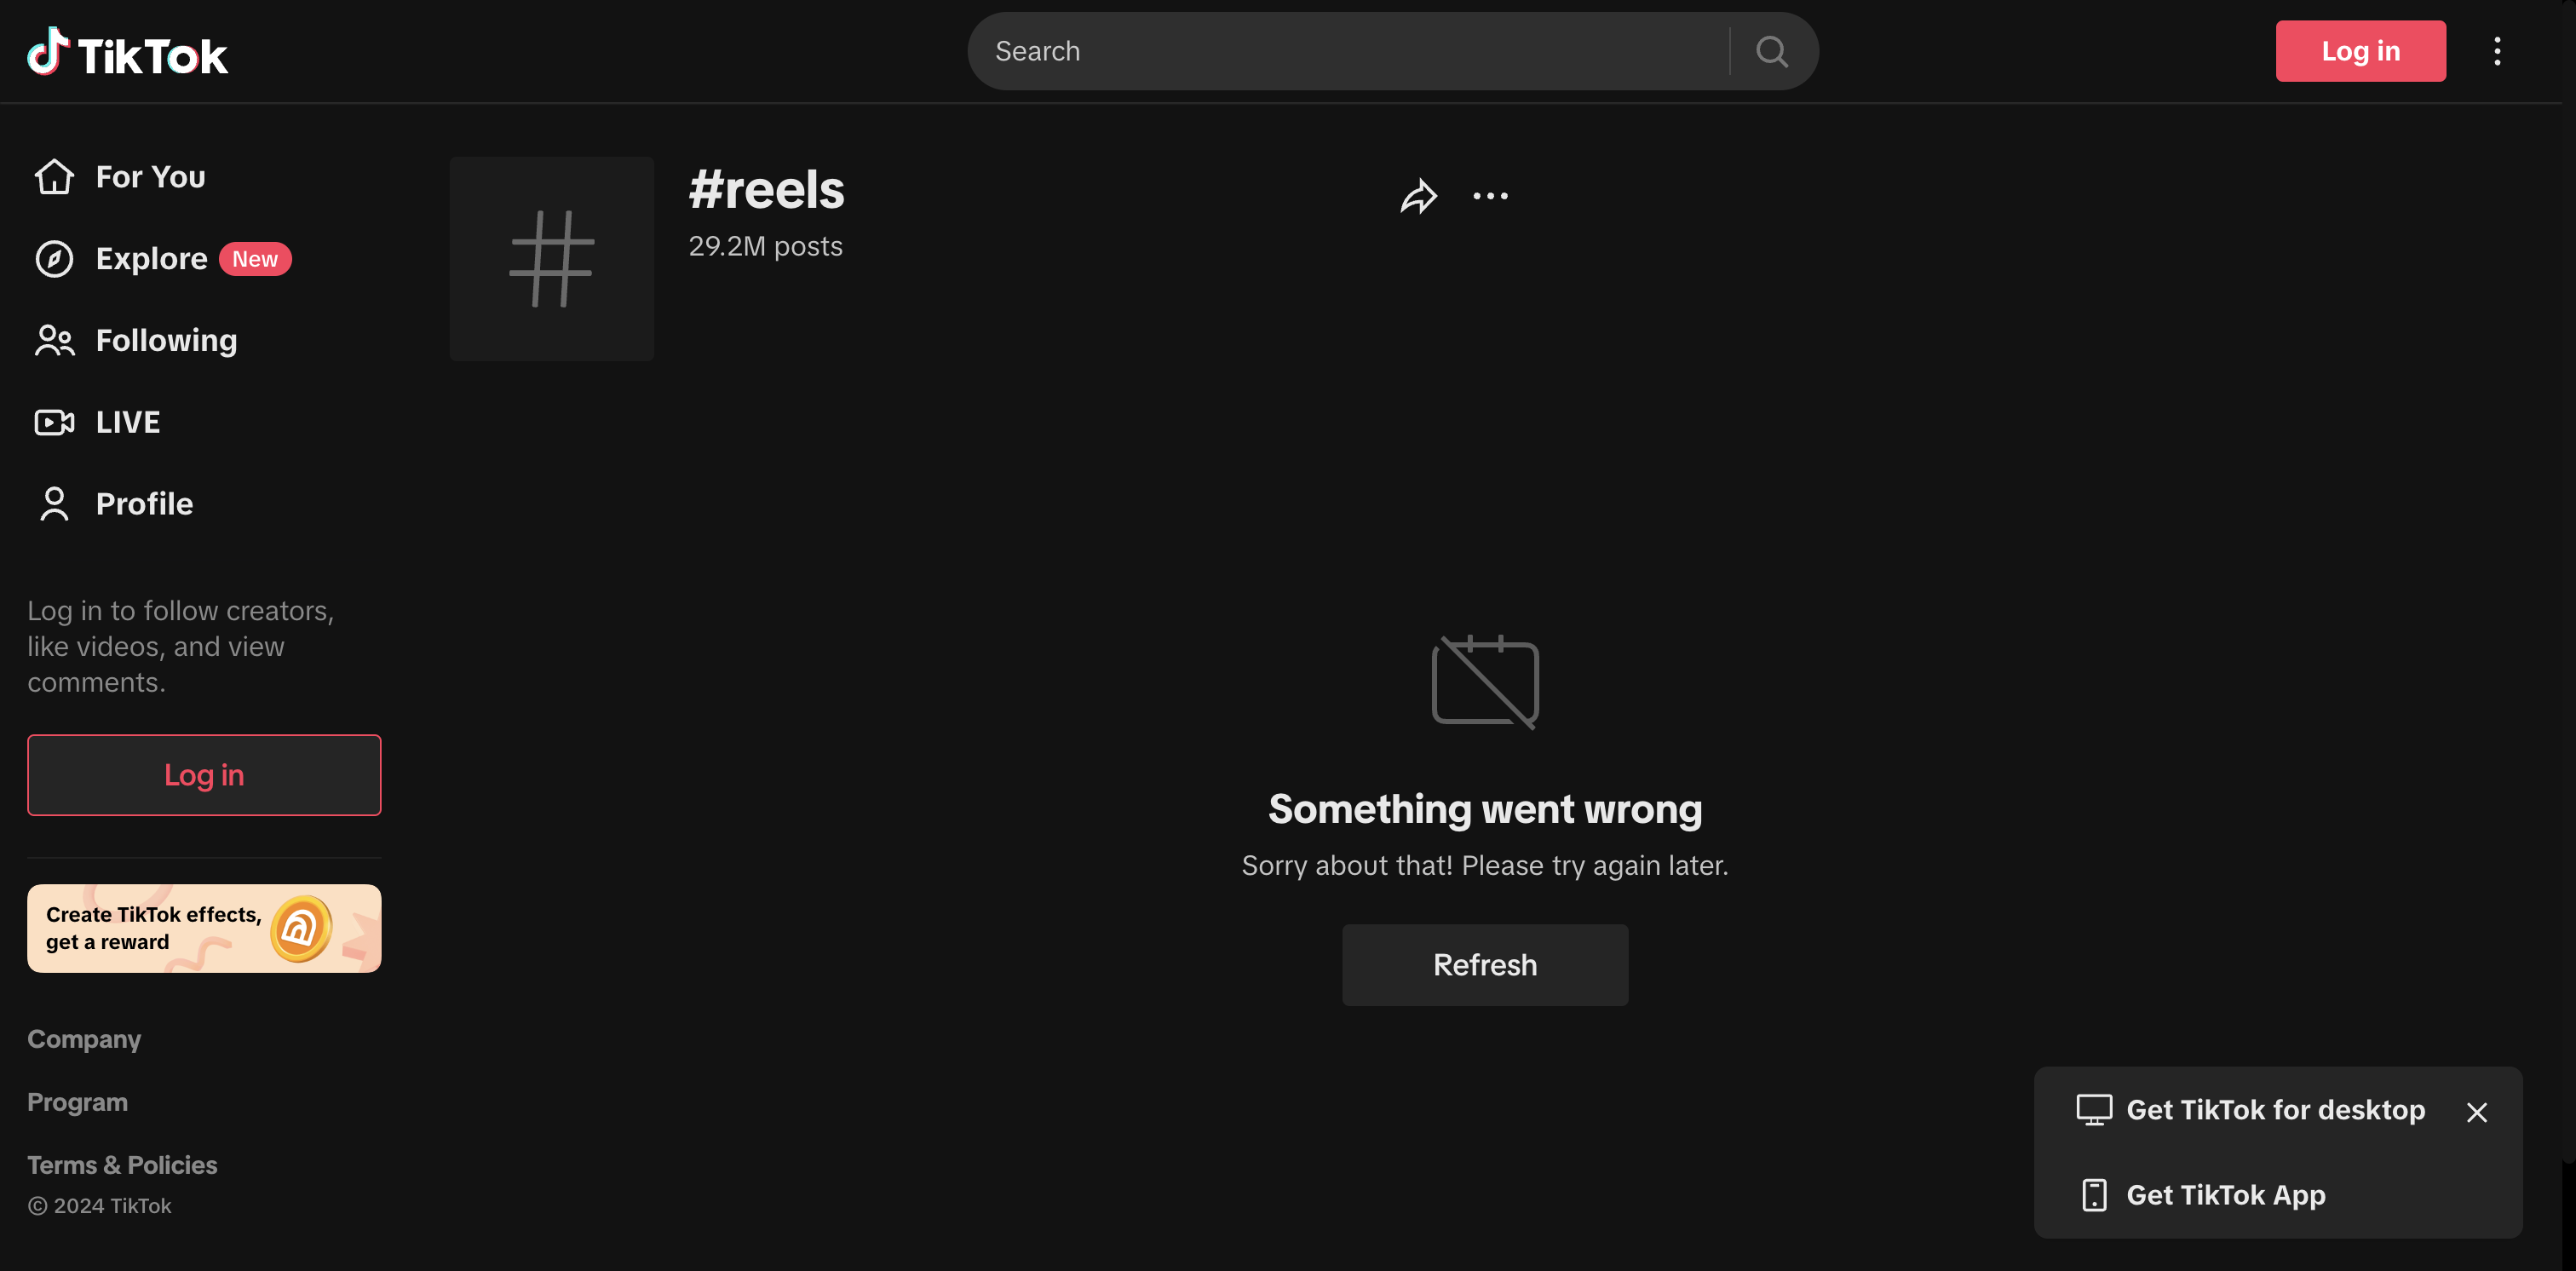 TikTok
Search
Log in
For You
Explore New
Following
LIVE
Profile
Log in to follow creators,
like videos, and view
comments.
Log in
Create TikTok effects,
get a reward
Company
Program
Terms & Policies
© 2024 TikTok
#reels
29.2M posts
Something went wrong
Sorry about that! Please try again later.
Refresh
Get TikTok for desktop
Get TikTok App